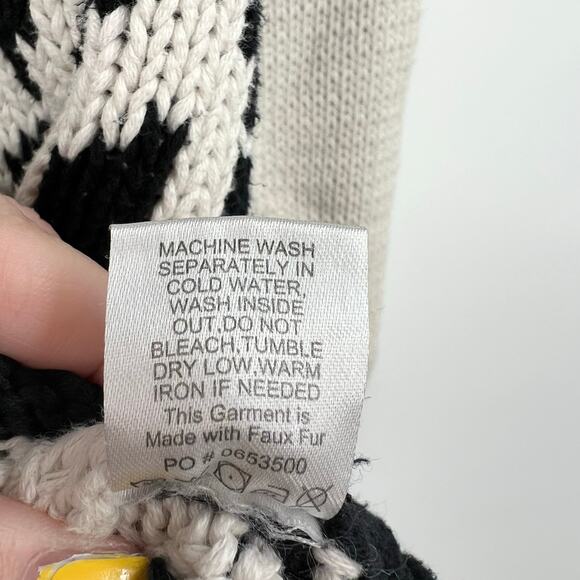 MACHINE WASH
SEPARATELY IN
COLD WATER,
WASH INSIDE
OUT,DO NOT
BLEACH,TUMBLE
DRY LOW,WARM
IRON IF NEEDED
This Garment is
Made with Faux Fur
PO # 0653500